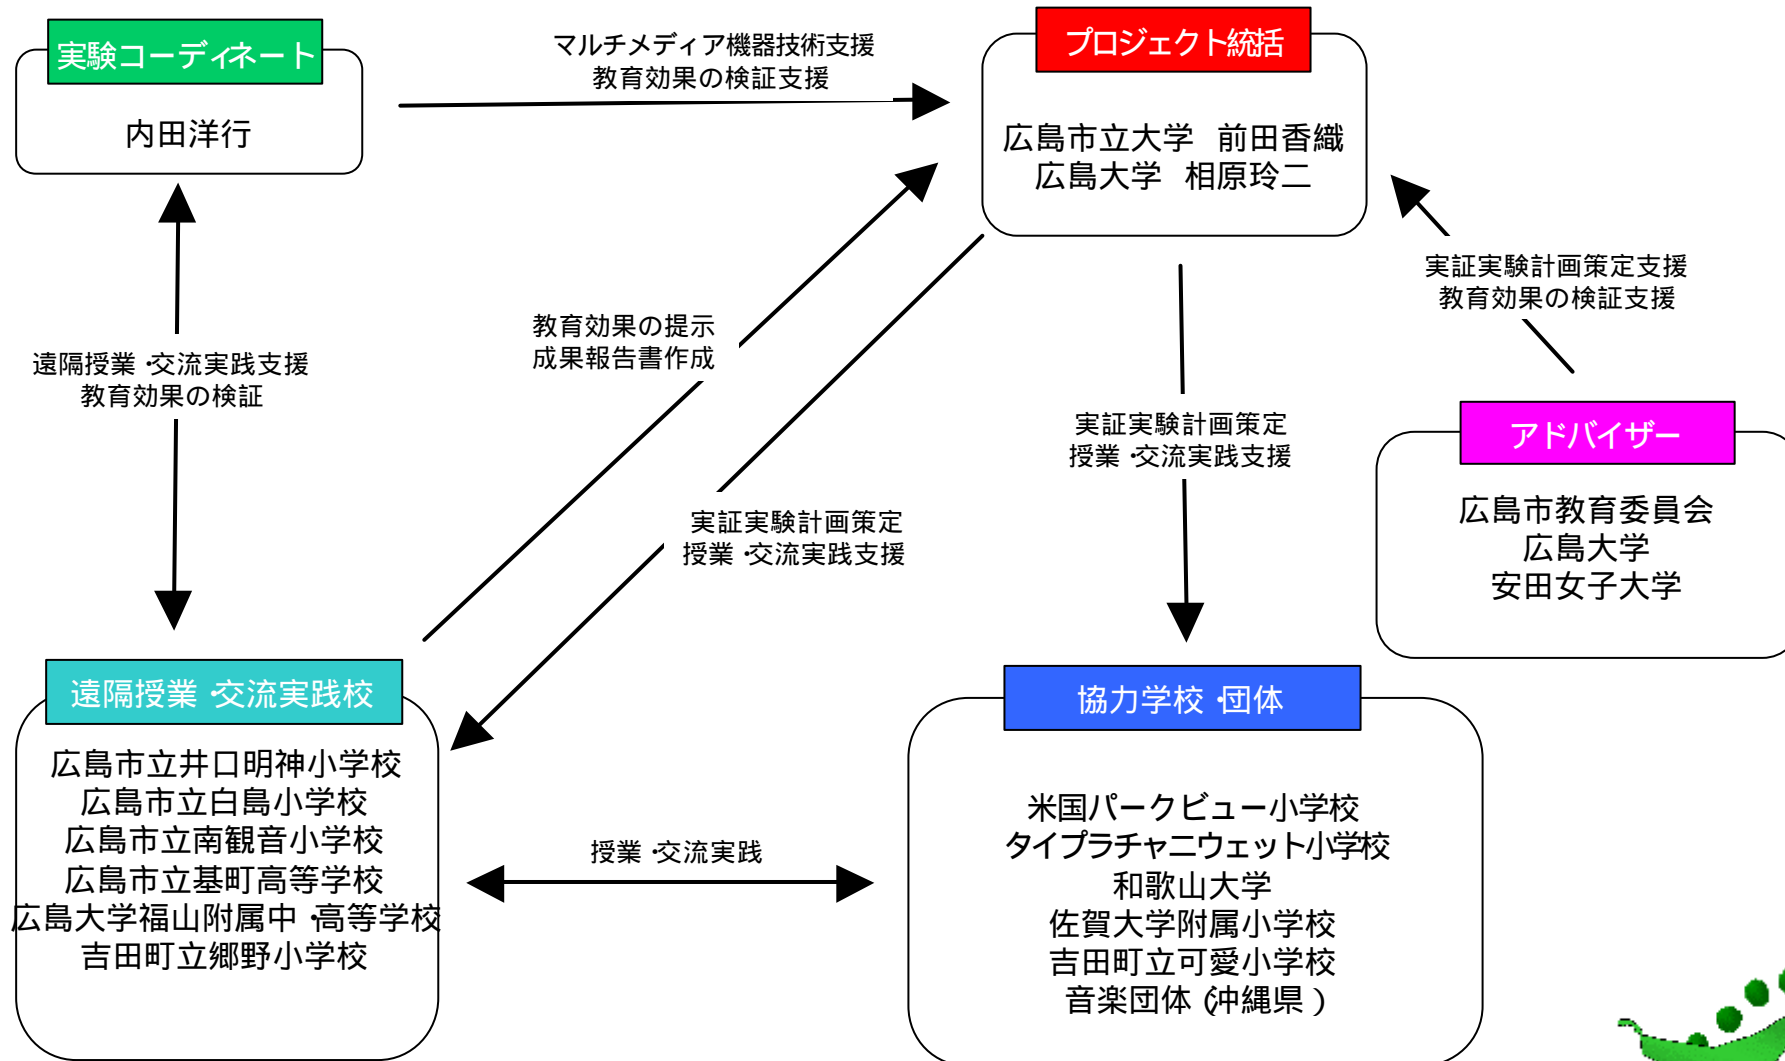 実験コーディネート
内田洋行
マルチメディア機器技術支援
教育効果の検証支援
プロジェクト統括
広島市立大学 前田香織
広島大学 相原玲二
実証実験計画策定支援
教育効果の検証支援
教育効果の提示
成果報告書作成
遠隔授業・交流実践支援
教育効果の検証
実証実験計画策定
授業・交流実践支援
アドバイザー
広島市教育委員会
広島大学
安田女子大学
実証実験計画策定
授業・交流実践支援
遠隔授業・交流実践校
広島市立井口明神小学校
広島市立白島小学校
広島市立南観音小学校
広島市立基町高等学校
広島大学福山附属中・高等学校
吉田町立郷野小学校
授業・交流実践
協力学校・団体
米国パークビュー小学校
タイプラチャニウェット小学校
和歌山大学
佐賀大学附属小学校
吉田町立可愛小学校
音楽団体(沖縄県)